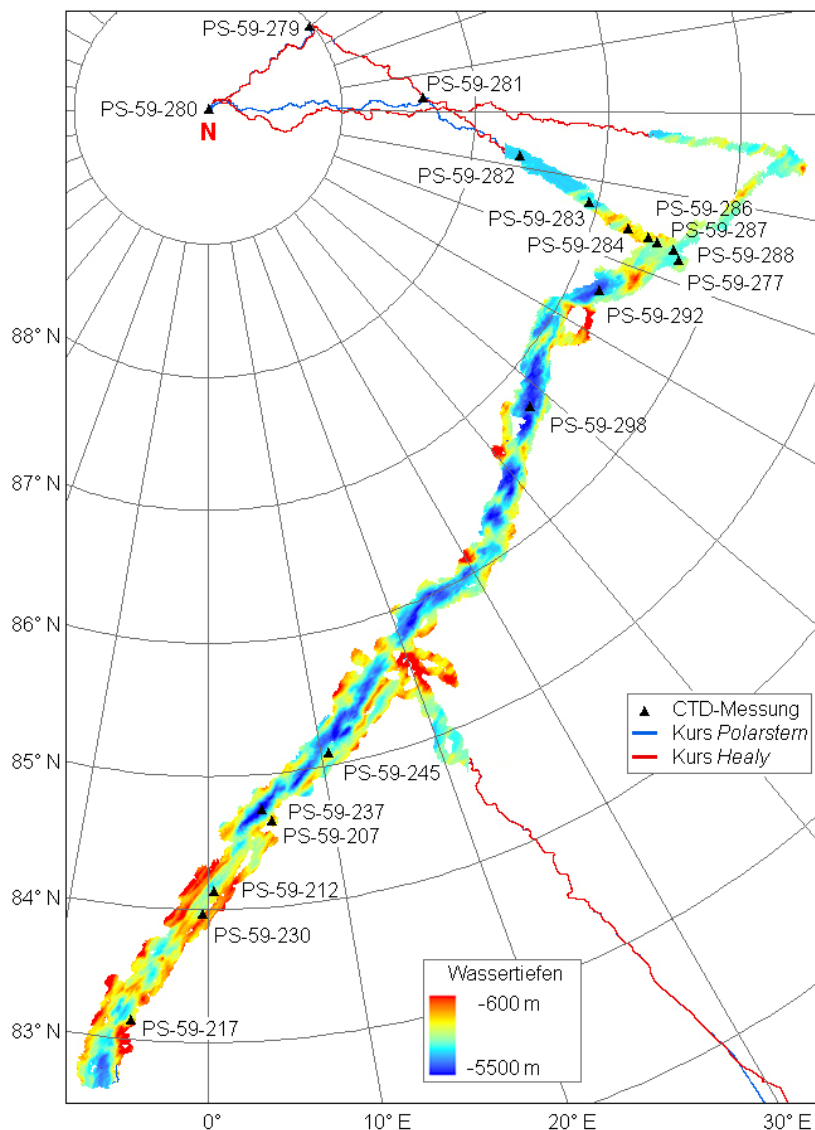 PS-59-279
PS-59-281
PS-59-280
N
PS-59-282
PS-59-286
PS-59-283
PS-59-287
PS-59-284
PS-59-288
PS-59-277
PS-59-292
88° N
PS-59-298
87° N
86° N
CTD-Messung
Kurs Polarstern
Kurs Healy
85° N
PS-59-245
PS-59-237
PS-59-207
84° N
PS-59-212
PS-59-230
Wassertiefen
-600 m
-5500 m
83° N
PS-59-217
0°
10° E
20° E
30° E